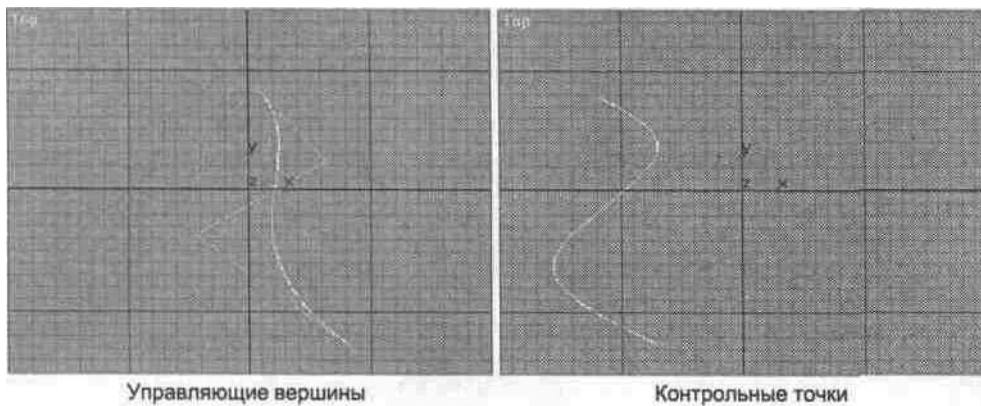 Top
Top
y
z x
y
z x
Управляющие вершины
Контрольные точки